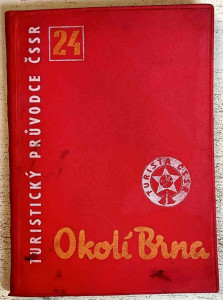 TURISTICKÝ PRŮVODCE ČSSR
24
TURISTA ČSSR
Okolí Brna